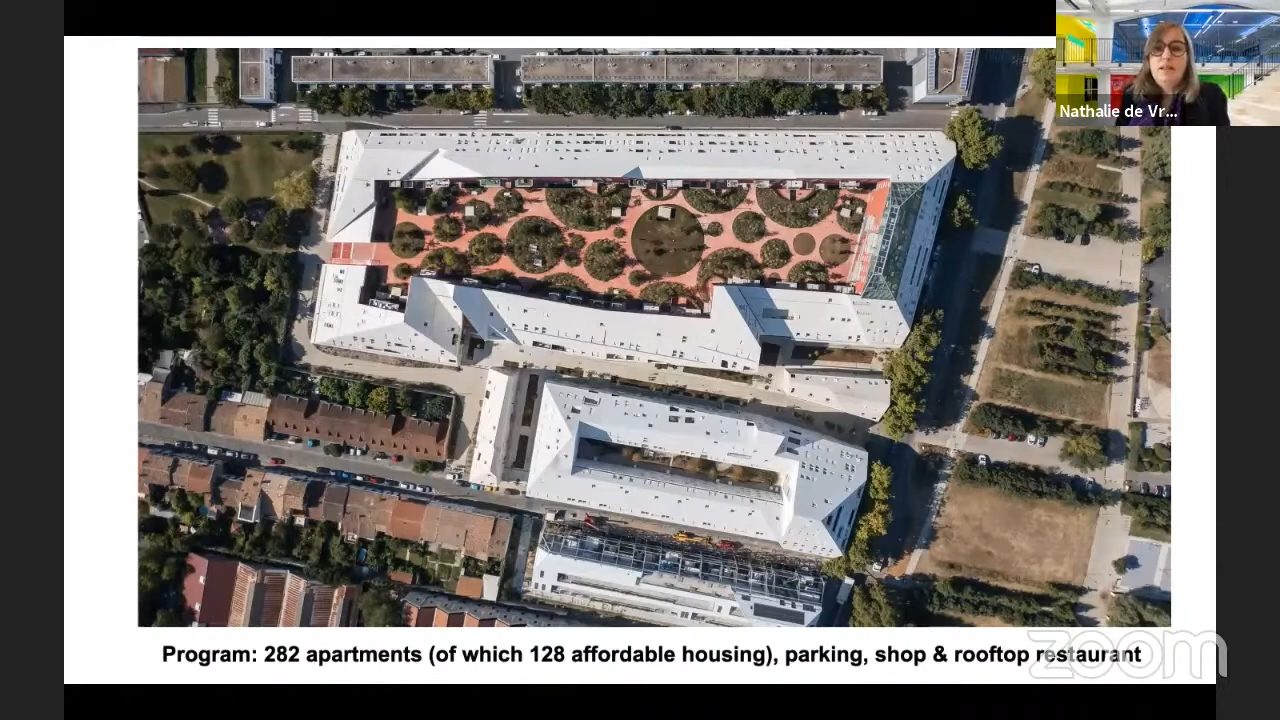 Nathalie de Vr...
Program: 282 apartments (of which 128 affordable housing), parking, shop & rooftop restaurant
zoom